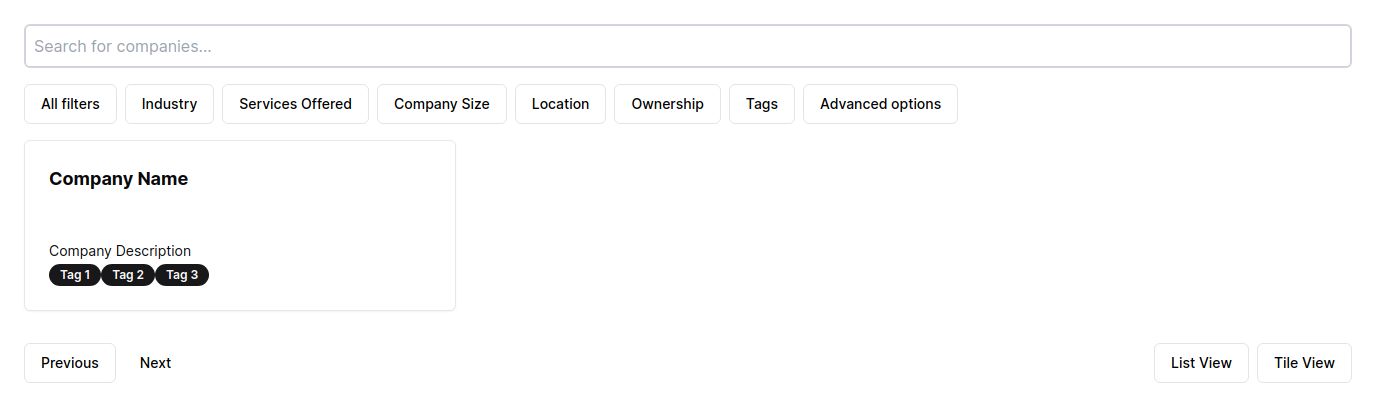 Search for companies...
All filters Industry Services Offered Company Size Location Ownership Tags Advanced options
Company Name
Company Description
Tag 1 Tag 2 Tag 3
Previous Next List View Tile View